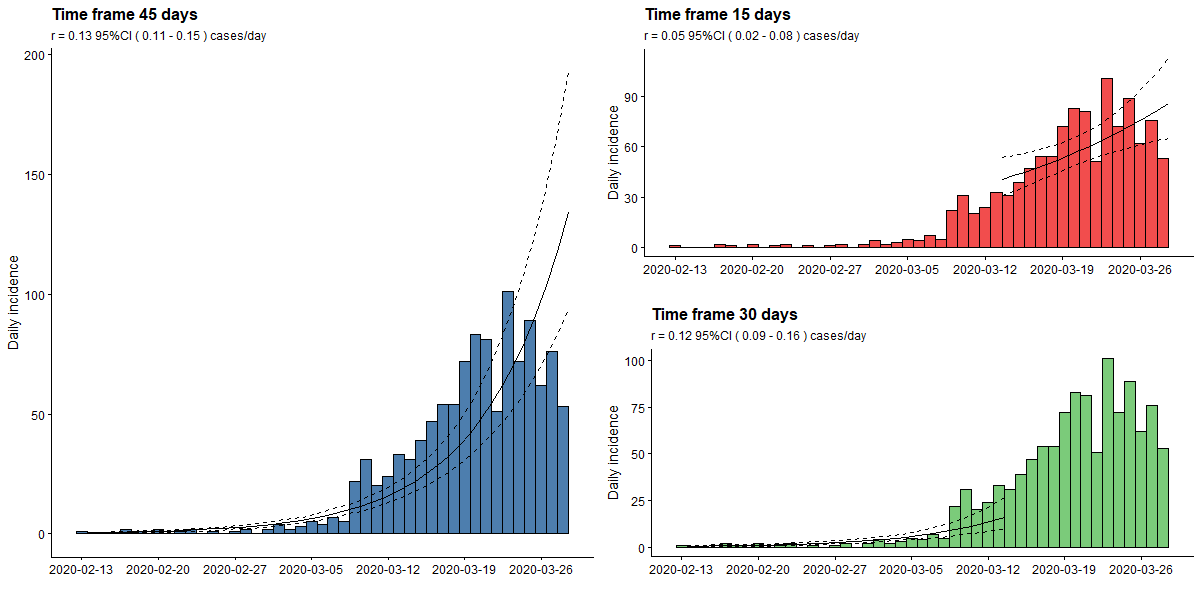 Time frame 45 days
r = 0.13 95%CI ( 0.11 - 0.15 ) cases/day
200
150
100
50
0
Daily incidence
2020-02-13 2020-02-20 2020-02-27 2020-03-05 2020-03-12 2020-03-19 2020-03-26
Time frame 15 days
r = 0.05 95%CI ( 0.02 - 0.08 ) cases/day
90
60
30
0
Daily incidence
2020-02-13 2020-02-20 2020-02-27 2020-03-05 2020-03-12 2020-03-19 2020-03-26
Time frame 30 days
r = 0.12 95%CI ( 0.09 - 0.16 ) cases/day
100
75
50
25
0
Daily incidence
2020-02-13 2020-02-20 2020-02-27 2020-03-05 2020-03-12 2020-03-19 2020-03-26